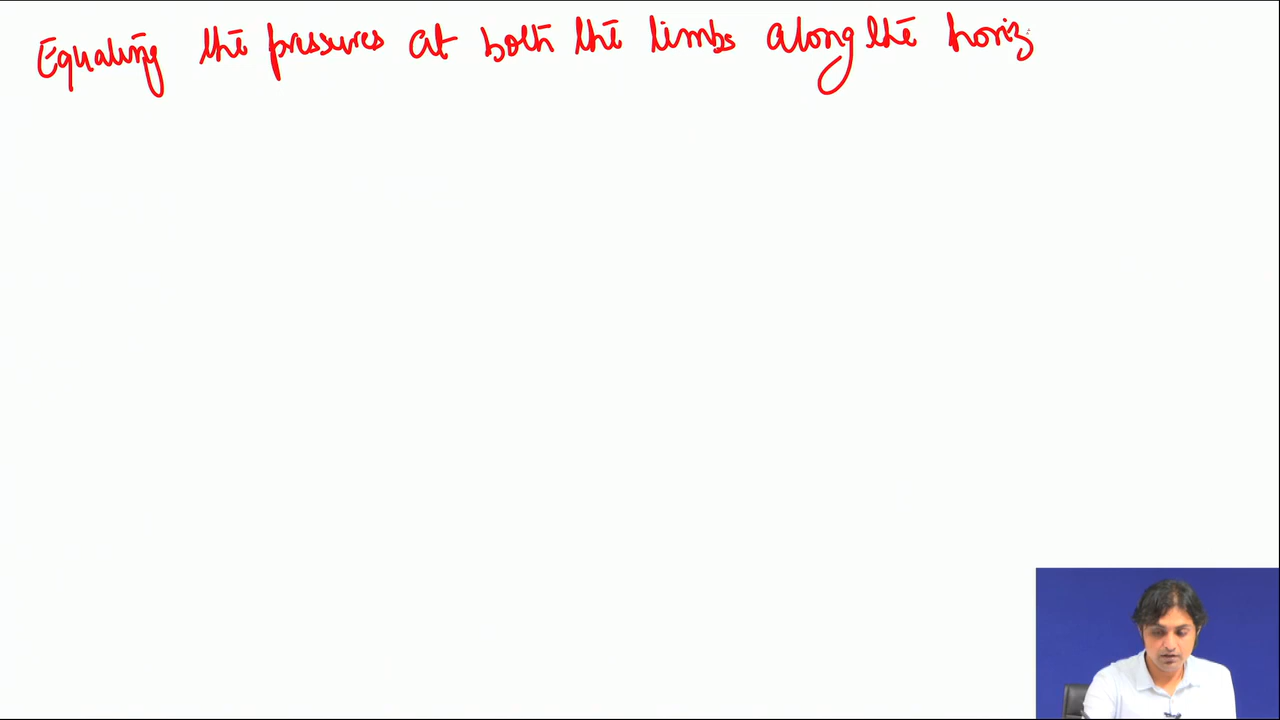 Equating the pressures at both the limbs along the horiz